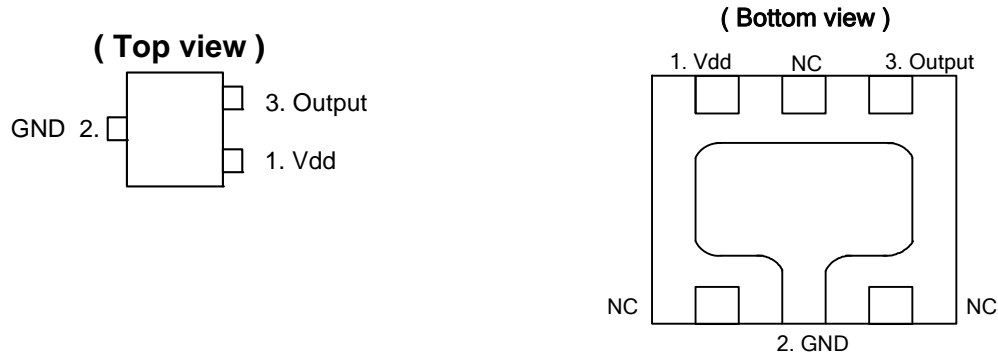 ( Top view )
3. Output
GND 2.
1. Vdd
( Bottom view )
1. Vdd NC 3. Output
NC NC
2. GND